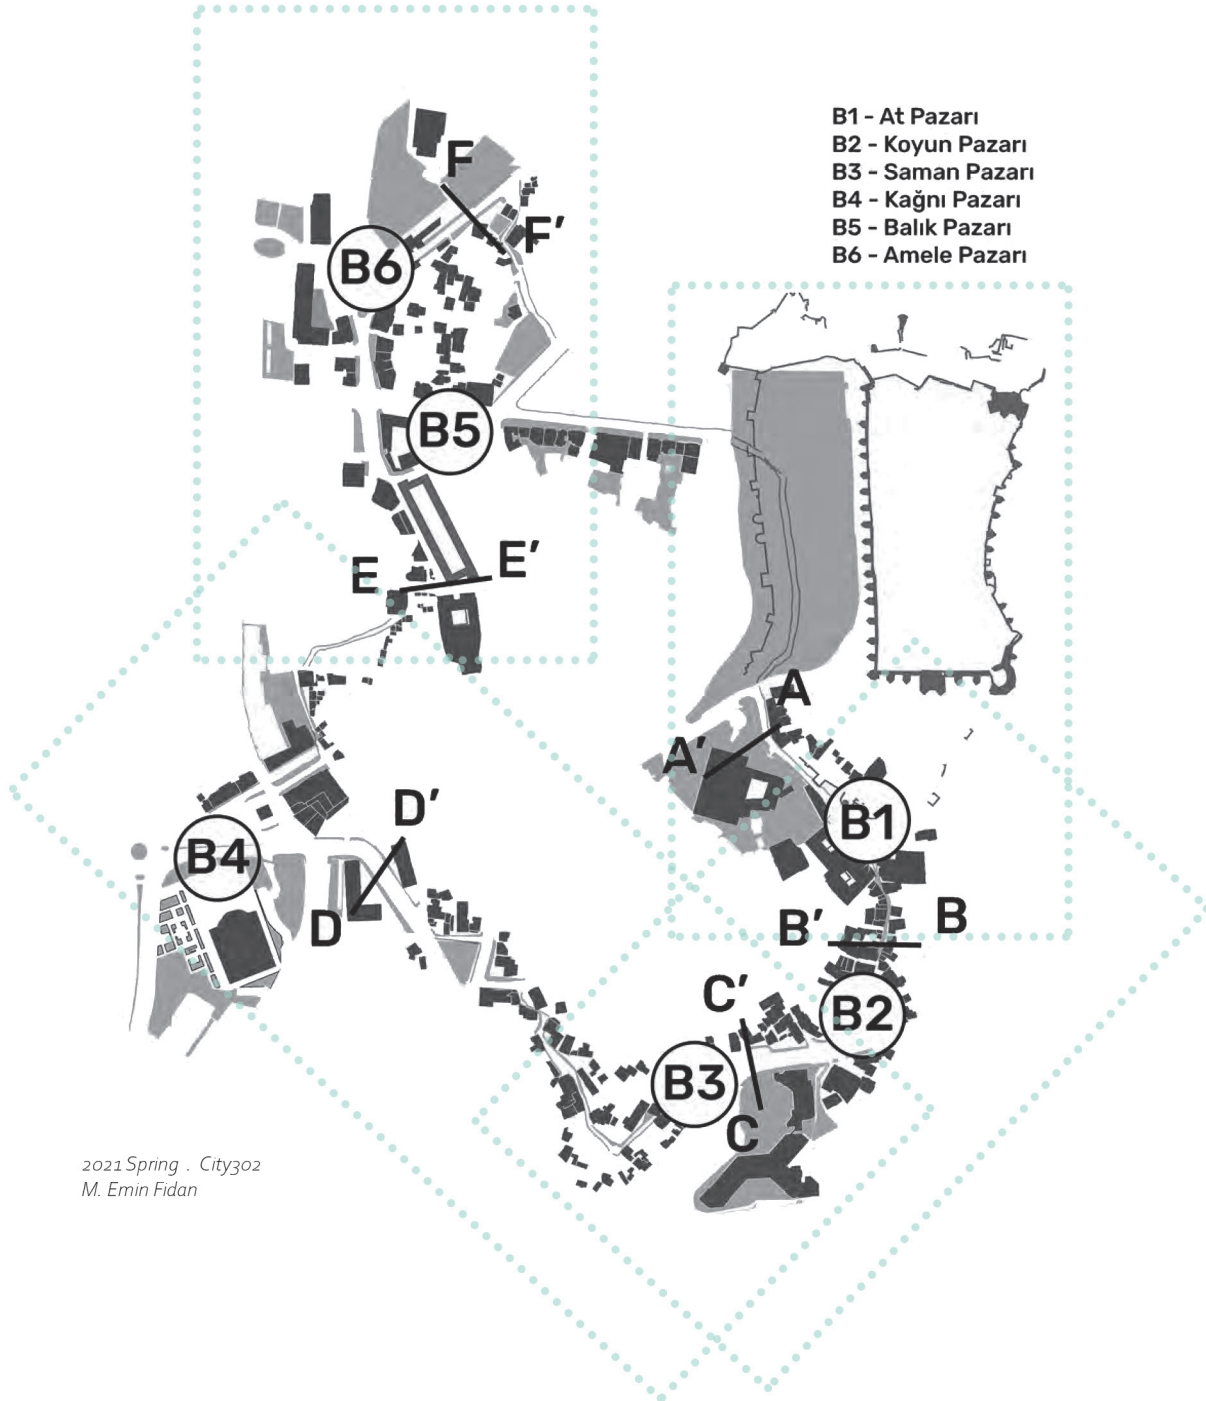 B1 - At Pazarı
B2 - Koyun Pazarı
B3 - Saman Pazarı
B4 - Kağnı Pazarı
B5 - Balık Pazarı
B6 - Amele Pazarı
F
F'
B6
B5
E
E'
A
A'
B1
D'
B4
D
B'
B
C'
B2
B3
C
2021 Spring . City302
M. Emin Fidan